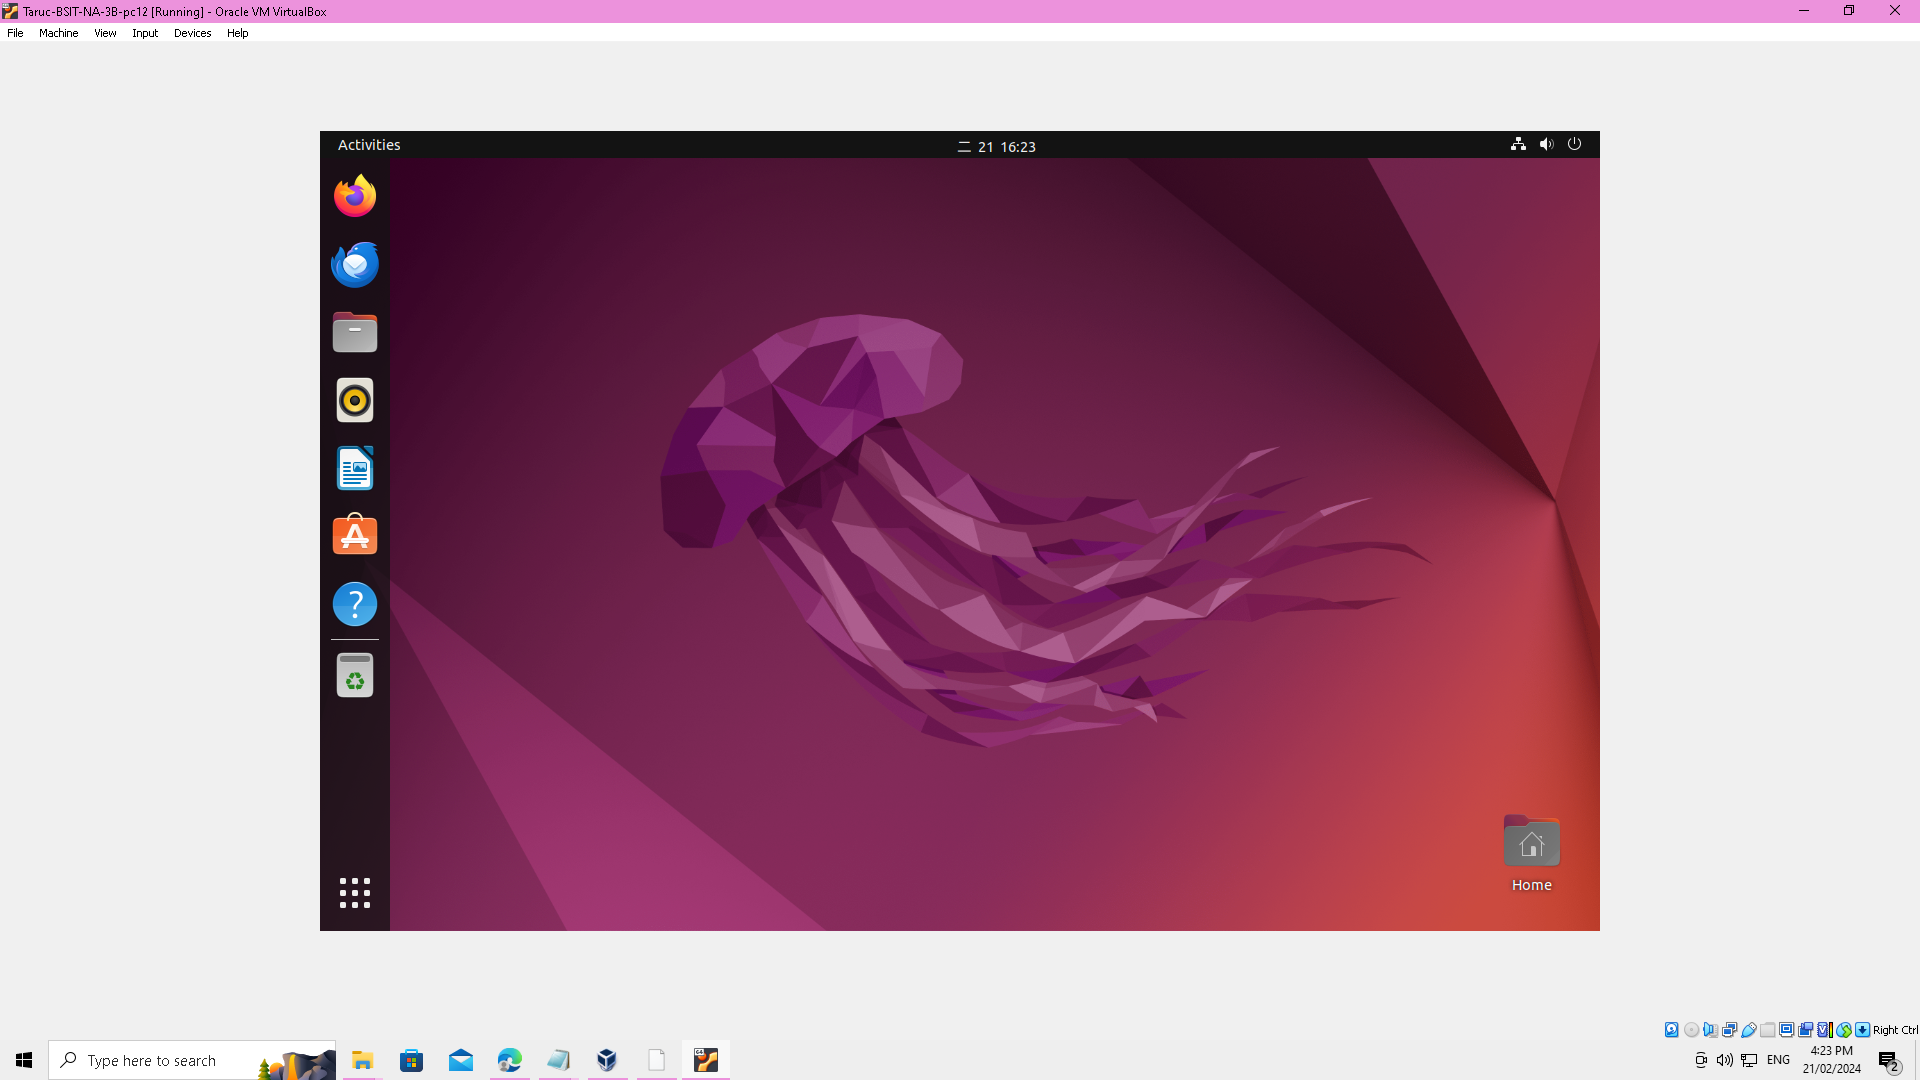 Taruc-BSIT-NA-3B-pc12 [Running] - Oracle VM VirtualBox
File Machine View Input Devices Help
Activities
二 21 16:23
Home
Right Ctrl
Type here to search
ENG
4:23 PM
21/02/2024
2